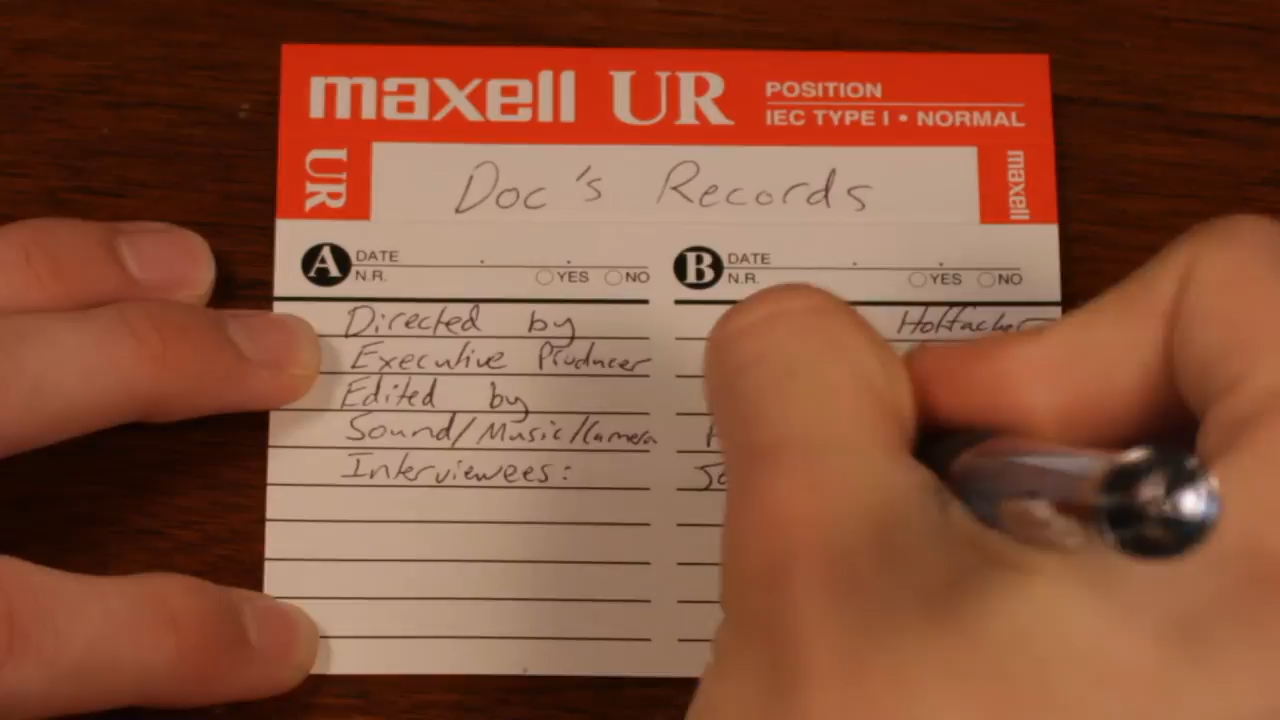 maxell UR POSITION
IEC TYPE I • NORMAL
UR
Doc's Records
maxell
A DATE
N.R. YES NO
B DATE
N.R. YES NO
Directed by
Executive Producer
Edited by
Sound/Music/Camera
Interviewees: